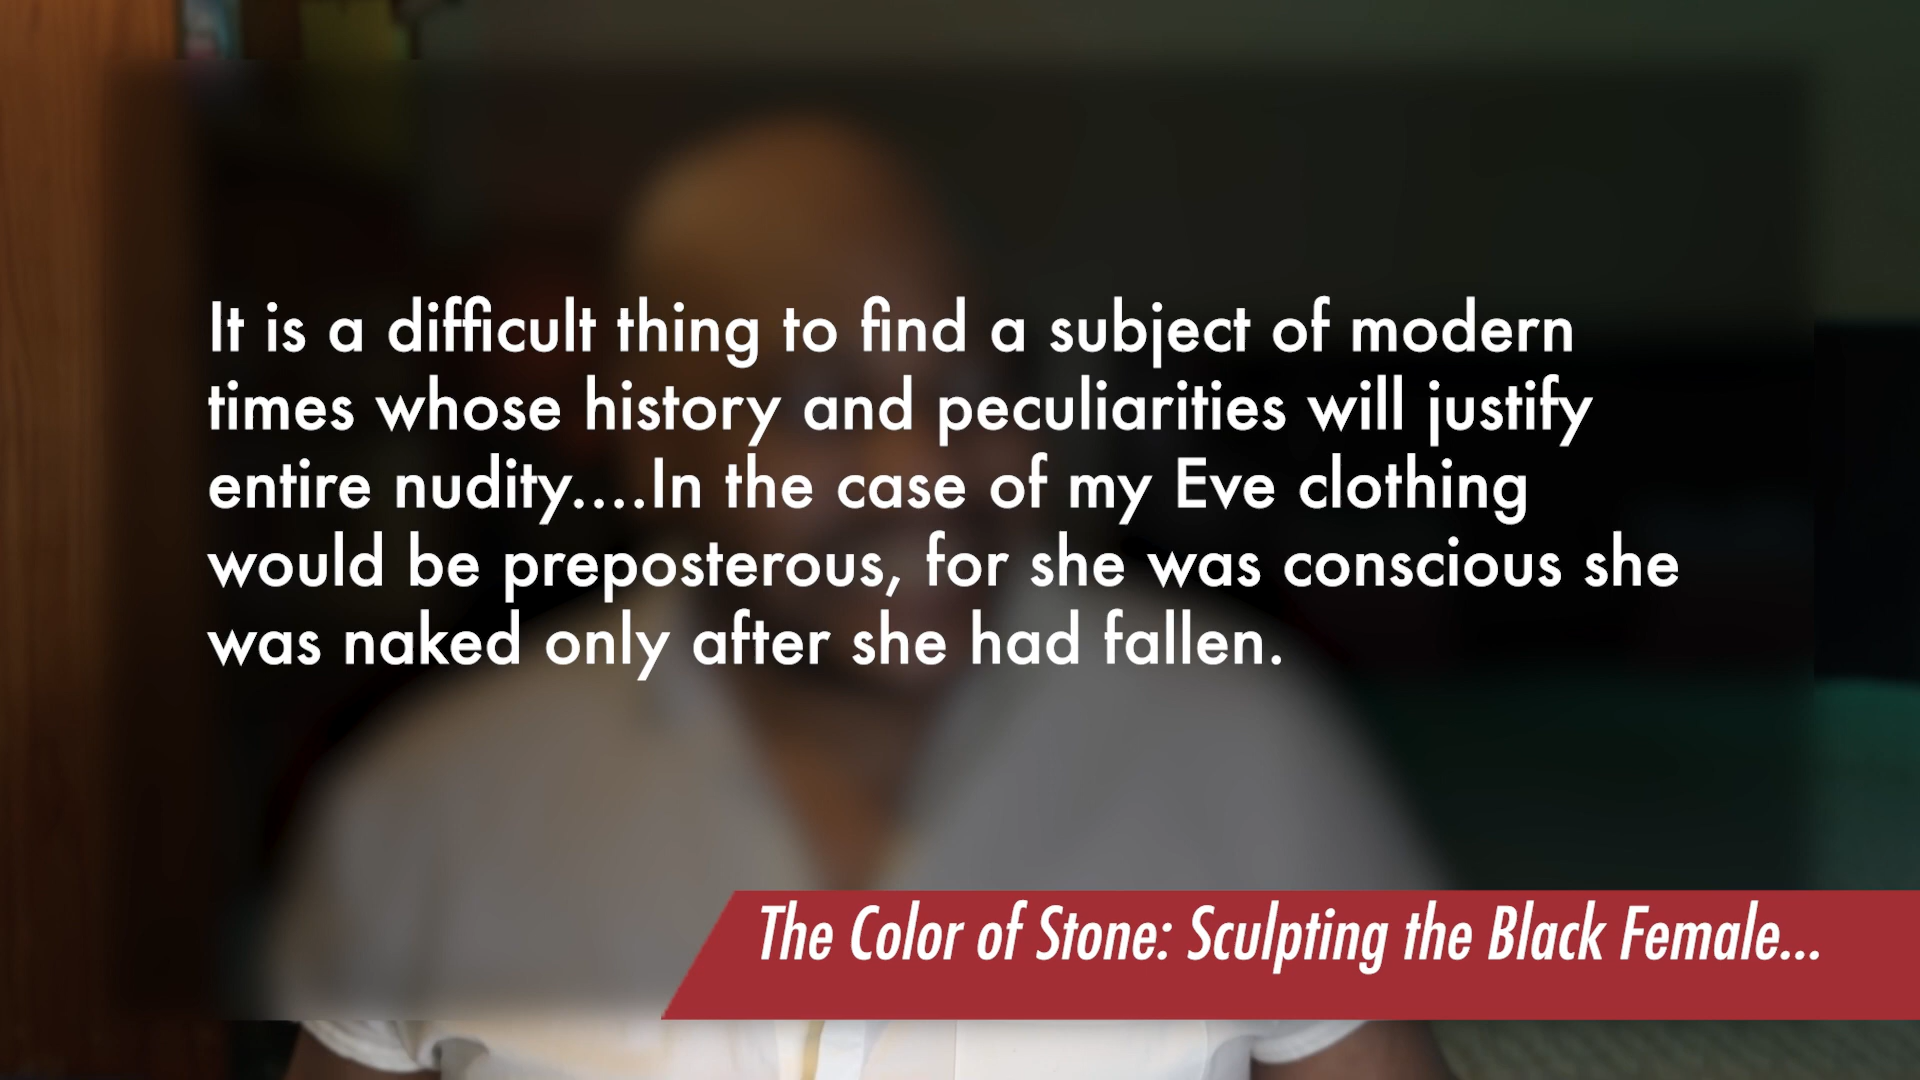 It is a difficult thing to find a subject of modern
times whose history and peculiarities will justify
entire nudity....In the case of my Eve clothing
would be preposterous, for she was conscious she
was naked only after she had fallen.
The Color of Stone: Sculpting the Black Female...